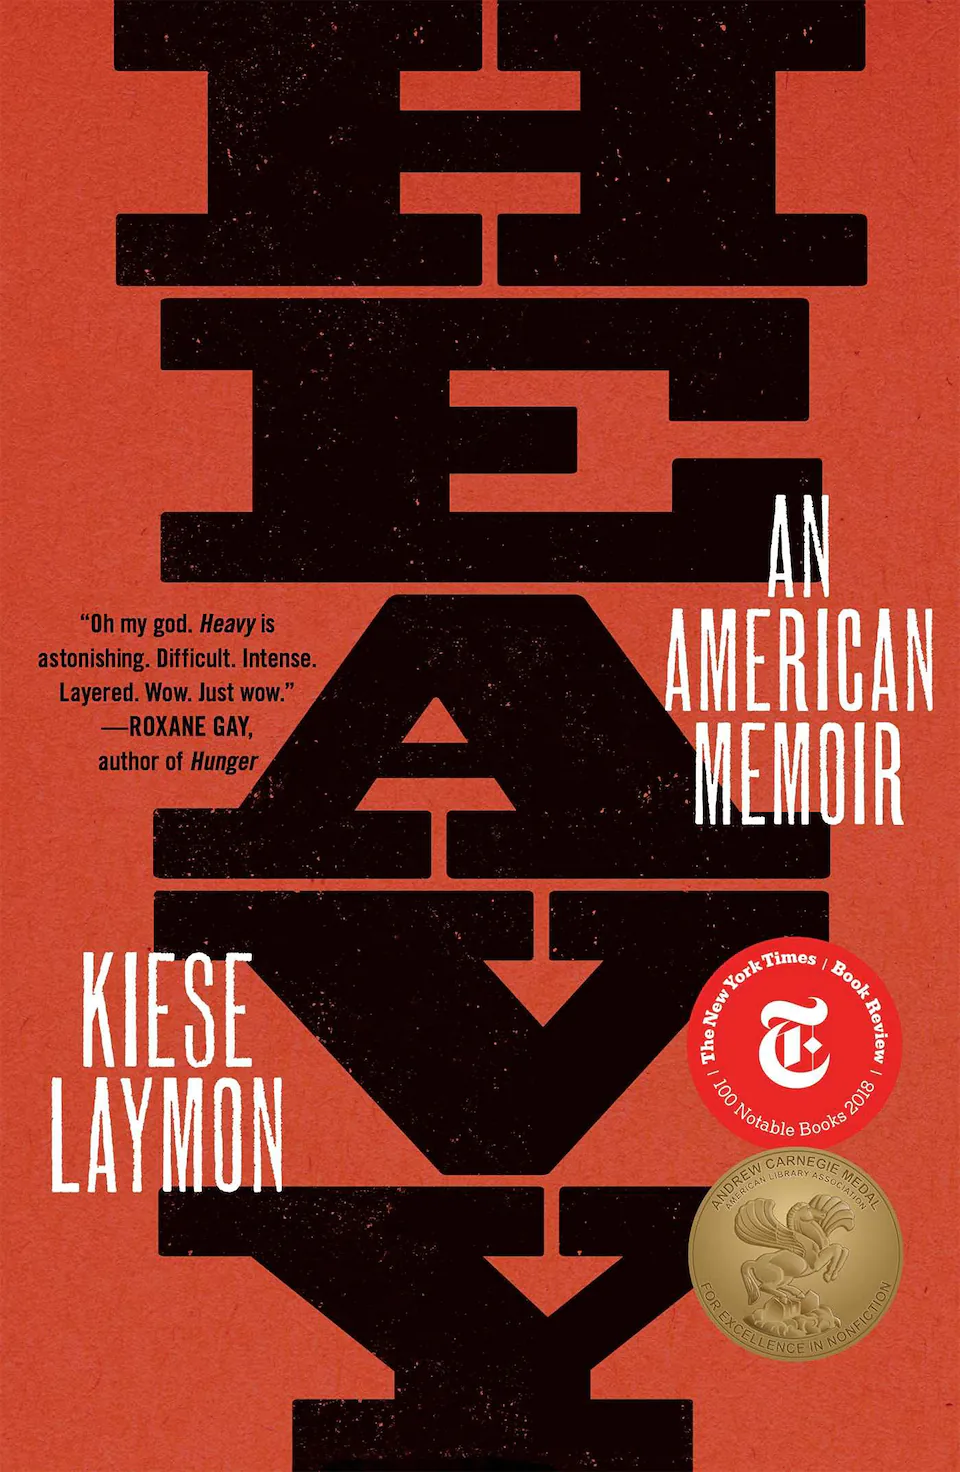 H
E
A
V
Y
AN
AMERICAN
MEMOIR
“Oh my god. Heavy is
astonishing. Difficult. Intense.
Layered. Wow. Just wow.”
—ROXANE GAY,
author of Hunger
KIESE
LAYMON
The New York Times | Book Review
| 100 Notable Books 2018 |
T
ANDREW CARNEGIE MEDAL
AMERICAN LIBRARY ASSOCIATION
FOR EXCELLENCE IN NONFICTION